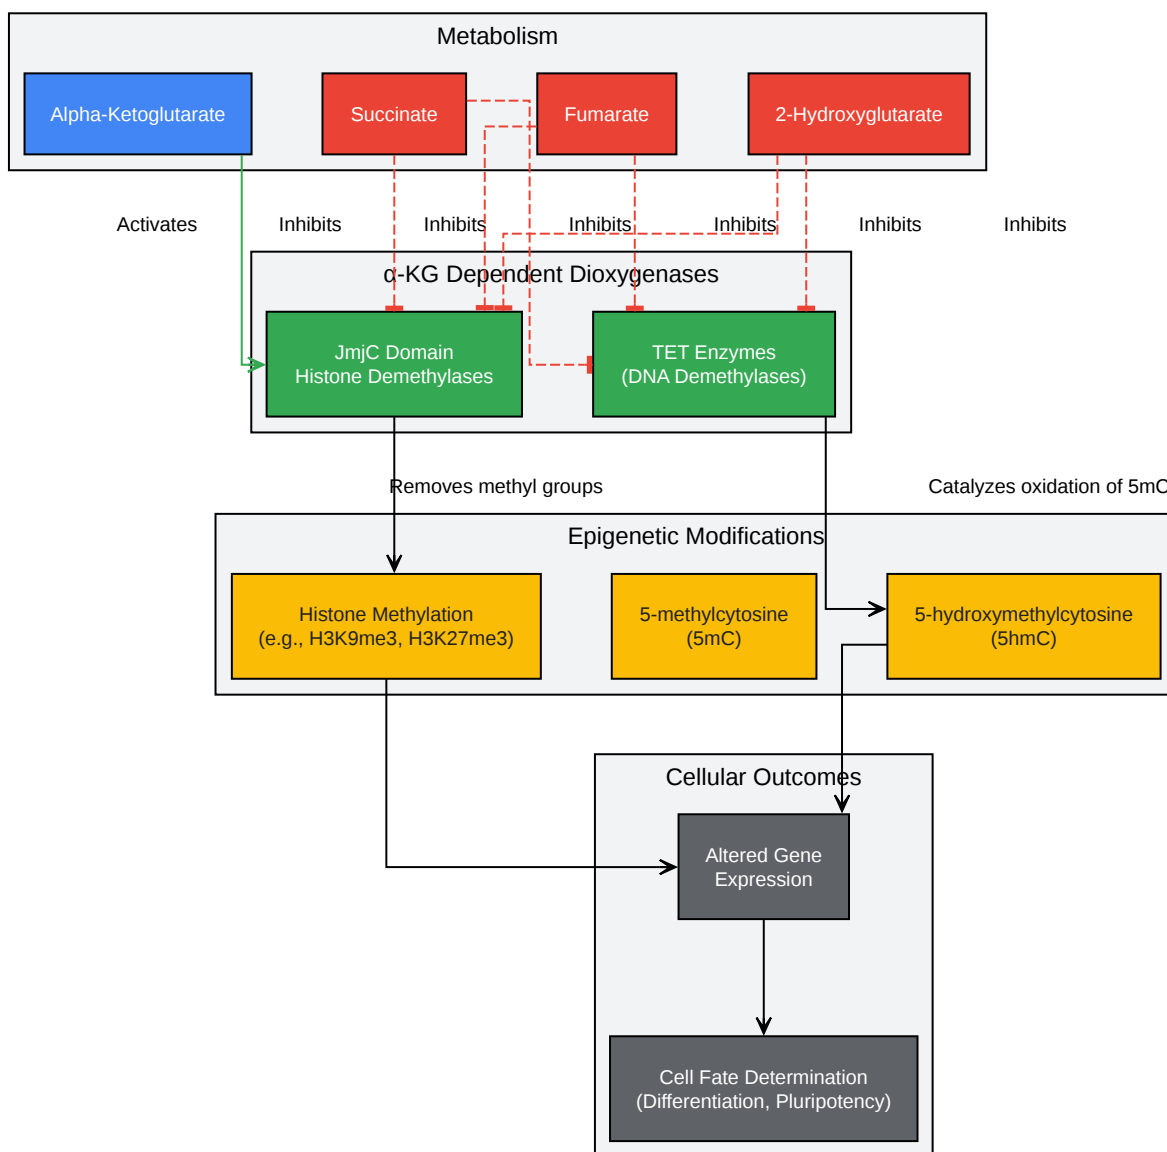 Metabolism
Alpha-Ketoglutarate
Succinate
Fumarate
2-Hydroxyglutarate
Activates
Inhibits
Inhibits
Inhibits
Inhibits
Inhibits
Inhibits
α-KG Dependent Dioxygenases
JmjC Domain
Histone Demethylases
TET Enzymes
(DNA Demethylases)
Removes methyl groups
Catalyzes oxidation of 5mC
Epigenetic Modifications
Histone Methylation
(e.g., H3K9me3, H3K27me3)
5-methylcytosine
(5mC)
5-hydroxymethylcytosine
(5hmC)
Cellular Outcomes
Altered Gene
Expression
Cell Fate Determination
(Differentiation, Pluripotency)